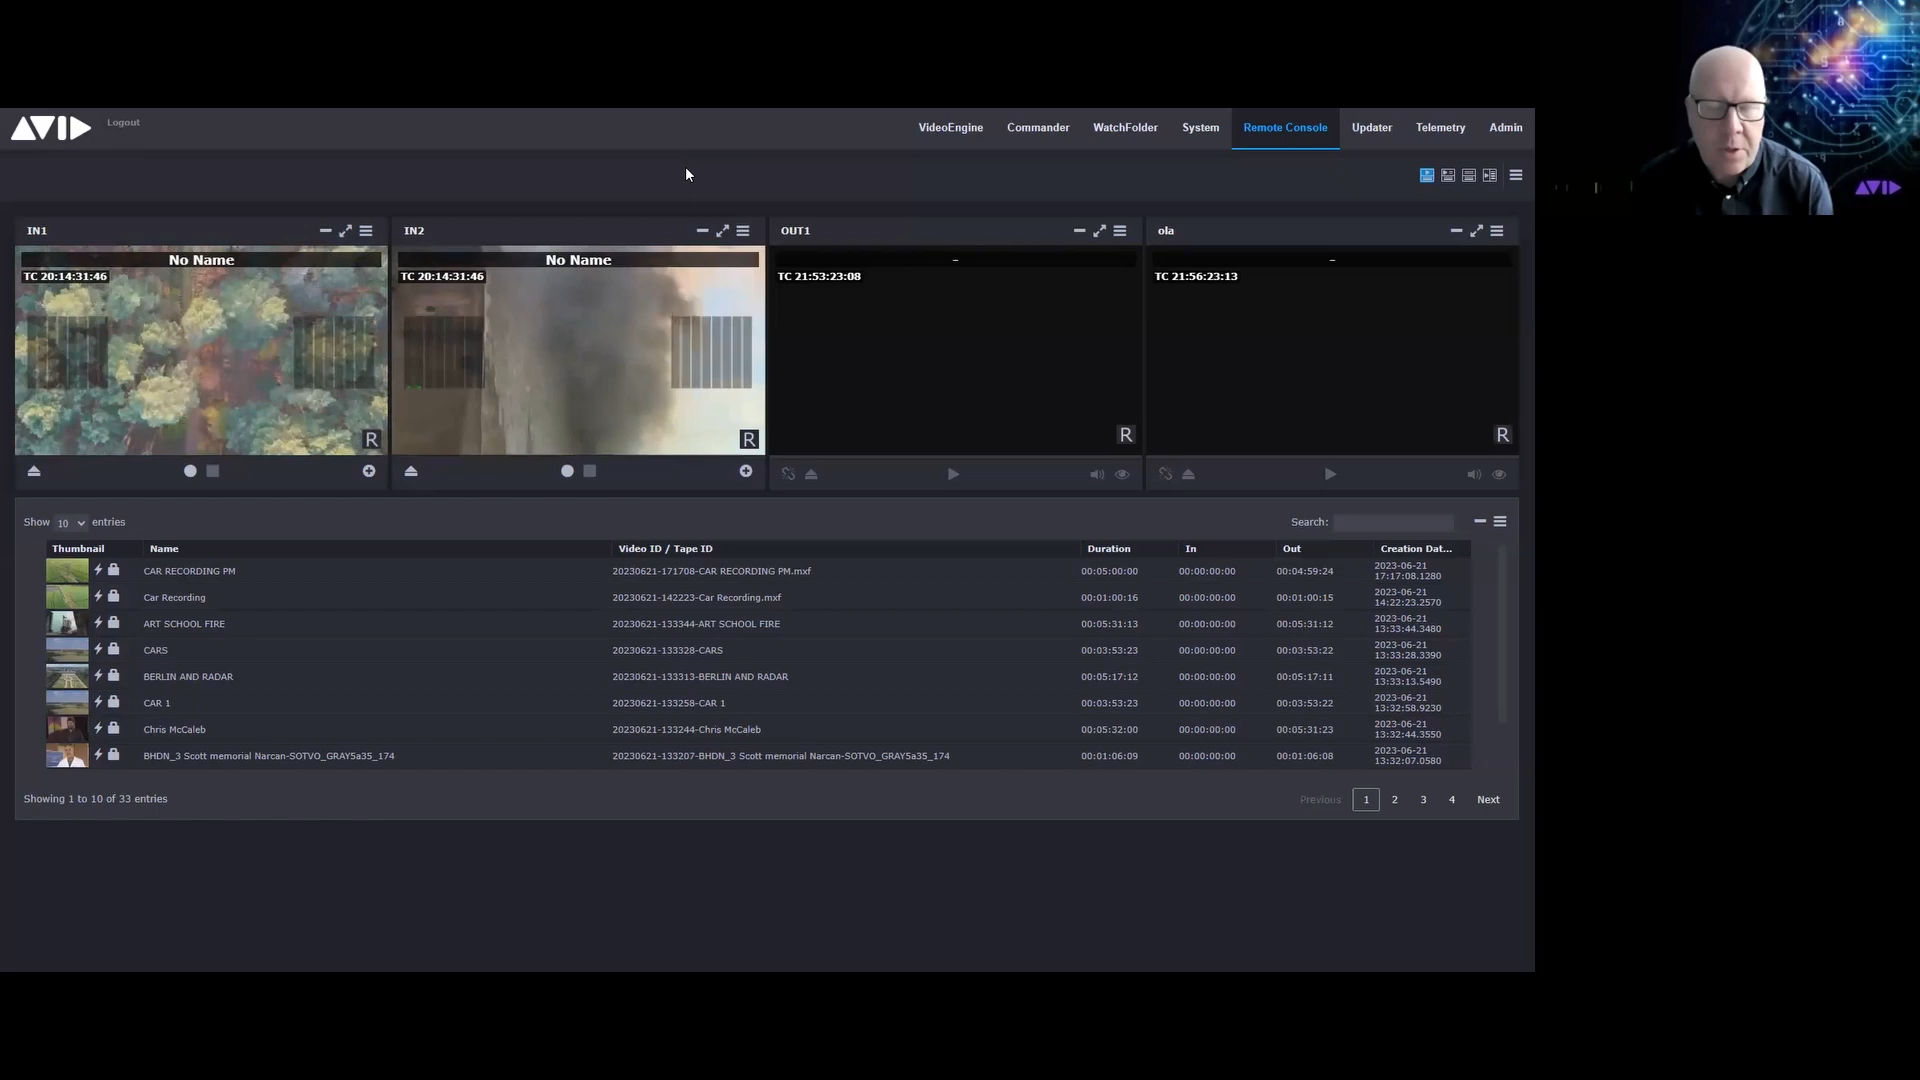 AVID Logout VideoEngine Commander WatchFolder System Remote Console Updater Telemetry Admin
AVID
IN1 IN2 OUT1 ola
No Name No Name – –
TC 20:14:31:46 TC 20:14:31:46 TC 21:53:23:08 TC 21:56:23:13
R R R R
Show 10 entries Search:
Thumbnail Name Video ID / Tape ID Duration In Out Creation Dat...
CAR RECORDING PM 20230621-171708-CAR RECORDING PM.mxf 00:05:00:00 00:00:00:00 00:04:59:24 2023-06-21
17:17:08.1280
Car Recording 20230621-142223-Car Recording.mxf 00:01:00:16 00:00:00:00 00:01:00:15 2023-06-21
14:22:23.2570
ART SCHOOL FIRE 20230621-133344-ART SCHOOL FIRE 00:05:31:13 00:00:00:00 00:05:31:12 2023-06-21
13:33:44.3480
CARS 20230621-133328-CARS 00:03:53:23 00:00:00:00 00:03:53:22 2023-06-21
13:33:28.3390
BERLIN AND RADAR 20230621-133313-BERLIN AND RADAR 00:05:17:12 00:00:00:00 00:05:17:11 2023-06-21
13:33:13.5490
CAR 1 20230621-133258-CAR 1 00:03:53:23 00:00:00:00 00:03:53:22 2023-06-21
13:32:58.9230
Chris McCaleb 20230621-133244-Chris McCaleb 00:05:32:00 00:00:00:00 00:05:31:23 2023-06-21
13:32:44.3550
BHDN_3 Scott memorial Narcan-SOTVO_GRAY5a35_174 20230621-133207-BHDN_3 Scott memorial Narcan-SOTVO_GRAY5a35_174 00:01:06:09 00:00:00:00 00:01:06:08 2023-06-21
13:32:07.0580
Showing 1 to 10 of 33 entries Previous 1 2 3 4 Next